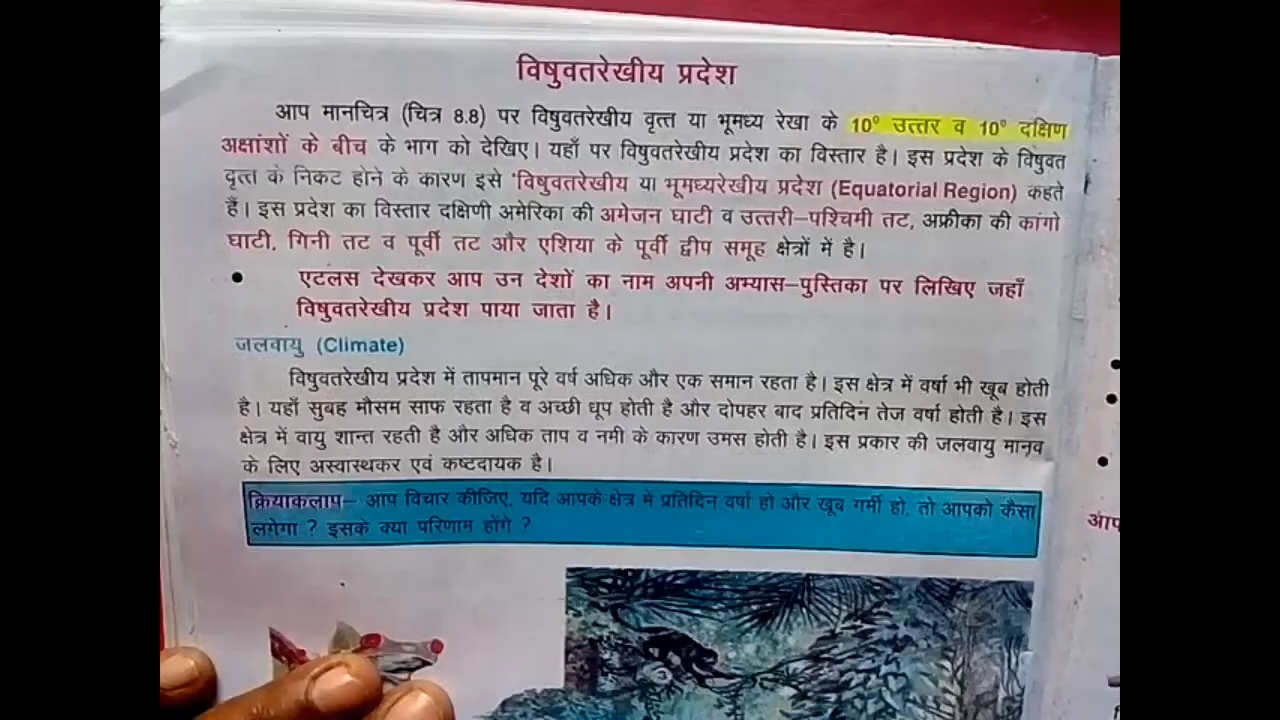 विषुवतरेखीय प्रदेश
आप मानचित्र (चित्र 8.8) पर विषुवतरेखीय वृत्त या भूमध्य रेखा के 10° उत्तर व 10° दक्षिण
अक्षांशों के बीच के भाग को देखिए। यहाँ पर विषुवतरेखीय प्रदेश का विस्तार है। इस प्रदेश के विषुवत
वृत्त के निकट होने के कारण इसे 'विषुवतरेखीय या भूमध्यरेखीय प्रदेश (Equatorial Region) कहते
हैं। इस प्रदेश का विस्तार दक्षिणी अमेरिका की अमेजन घाटी व उत्तरी–पश्चिमी तट, अफ्रीका की कांगो
घाटी, गिनी तट व पूर्वी तट और एशिया के पूर्वी द्वीप समूह क्षेत्रों में है।
• एटलस देखकर आप उन देशों का नाम अपनी अभ्यास–पुस्तिका पर लिखिए जहाँ
विषुवतरेखीय प्रदेश पाया जाता है।
जलवायु (Climate)
विषुवतरेखीय प्रदेश में तापमान पूरे वर्ष अधिक और एक समान रहता है। इस क्षेत्र में वर्षा भी खूब होती
है। यहाँ सुबह मौसम साफ रहता है व अच्छी धूप होती है और दोपहर बाद प्रतिदिन तेज वर्षा होती है। इस
क्षेत्र में वायु शान्त रहती है और अधिक ताप व नमी के कारण उमस होती है। इस प्रकार की जलवायु मानव
के लिए अस्वास्थकर एवं कष्टदायक है।
क्रियाकलाप– आप विचार कीजिए, यदि आपके क्षेत्र मे प्रतिदिन वर्षा हो और खूब गर्मी हो, तो आपको कैसा
लगेगा ? इसके क्या परिणाम होंगे ?